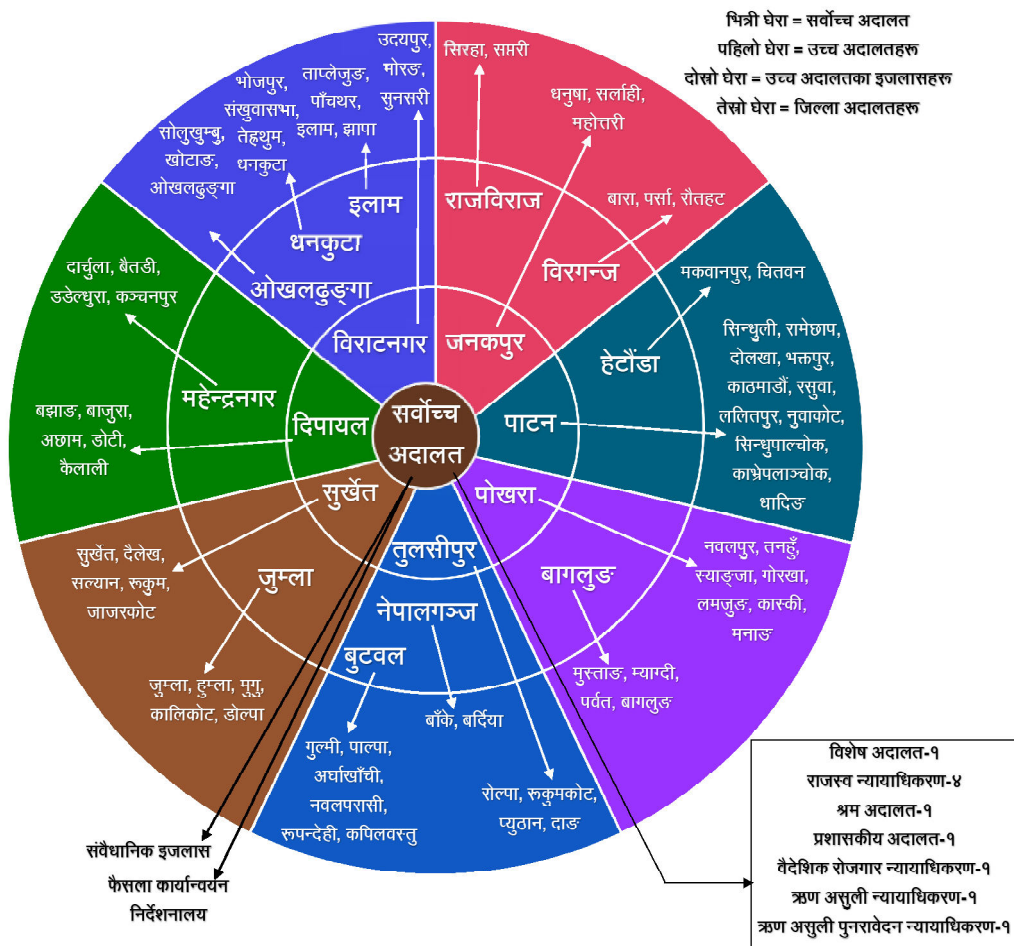 भित्री घेरा = सर्वोच्च अदालत
पहिलो घेरा = उच्च अदालतहरू
दोस्रो घेरा = उच्च अदालतका इजलासहरू
तेस्रो घेरा = जिल्ला अदालतहरू
उदयपुर,
मोरङ,
सुनसरी
सिरहा, सप्तरी
ताप्लेजुङ,
पाँचथर,
इलाम, झापा
भोजपुर,
संखुवासभा,
तेह्रथुम,
धनकुटा
सोलुखुम्बु,
खोटाङ,
ओखलढुङ्गा
धनुषा, सर्लाही,
महोत्तरी
बारा, पर्सा, रौतहट
इलाम
धनकुटा
ओखलढुङ्गा
विराटनगर
राजविराज
विरगन्ज
जनकपुर
दार्चुला, बैतडी,
डडेल्धुरा, कञ्चनपुर
महेन्द्रनगर
दिपायल
बझाङ, बाजुरा,
अछाम, डोटी,
कैलाली
सर्वोच्च
अदालत
मकवानपुर, चितवन
हेटौंडा
पाटन
सिन्धुली, रामेछाप,
दोलखा, भक्तपुर,
काठमाडौं, रसुवा,
ललितपुर, नुवाकोट,
सिन्धुपाल्चोक,
काभ्रेपलाञ्चोक,
धादिङ
सुर्खेत
जुम्ला
सुर्खेत, दैलेख,
सल्यान, रूकुम,
जाजरकोट
जुम्ला, हुम्ला, मुगु,
कालिकोट, डोल्पा
तुलसीपुर
नेपालगञ्ज
बुटवल
बाँके, बर्दिया
गुल्मी, पाल्पा,
अर्घाखाँची,
नवलपरासी,
रूपन्देही, कपिलवस्तु
रोल्पा, रूकुमकोट,
प्युठान, दाङ
पोखरा
बागलुङ
नवलपुर, तनहुँ,
स्याङ्जा, गोरखा,
लमजुङ, कास्की,
मनाङ
मुस्ताङ, म्याग्दी,
पर्वत, बागलुङ
संवैधानिक इजलास
फैसला कार्यान्वयन
निर्देशनालय
विशेष अदालत-१
राजस्व न्यायाधिकरण-४
श्रम अदालत-१
प्रशासकीय अदालत-१
वैदेशिक रोजगार न्यायाधिकरण-१
ऋण असुली न्यायाधिकरण-१
ऋण असुली पुनरावेदन न्यायाधिकरण-१